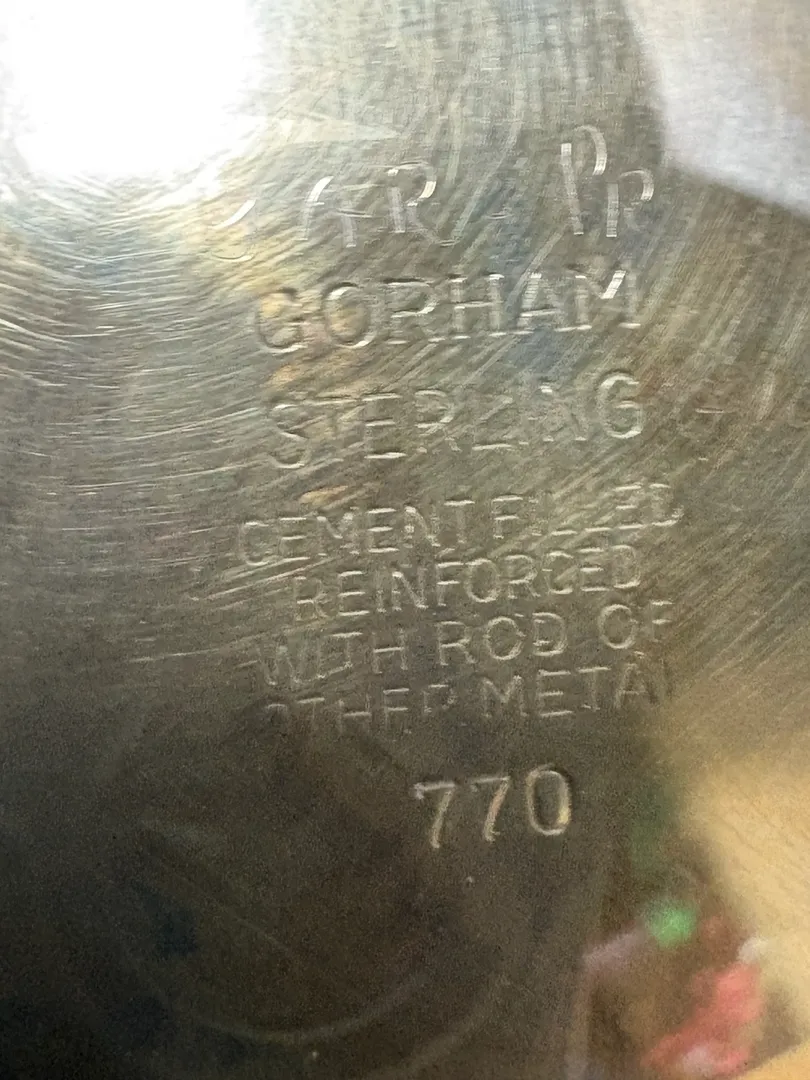 GORHAM
STERLING
CEMENT FILLED
REINFORCED
WITH ROD OF
OTHER METAL
770